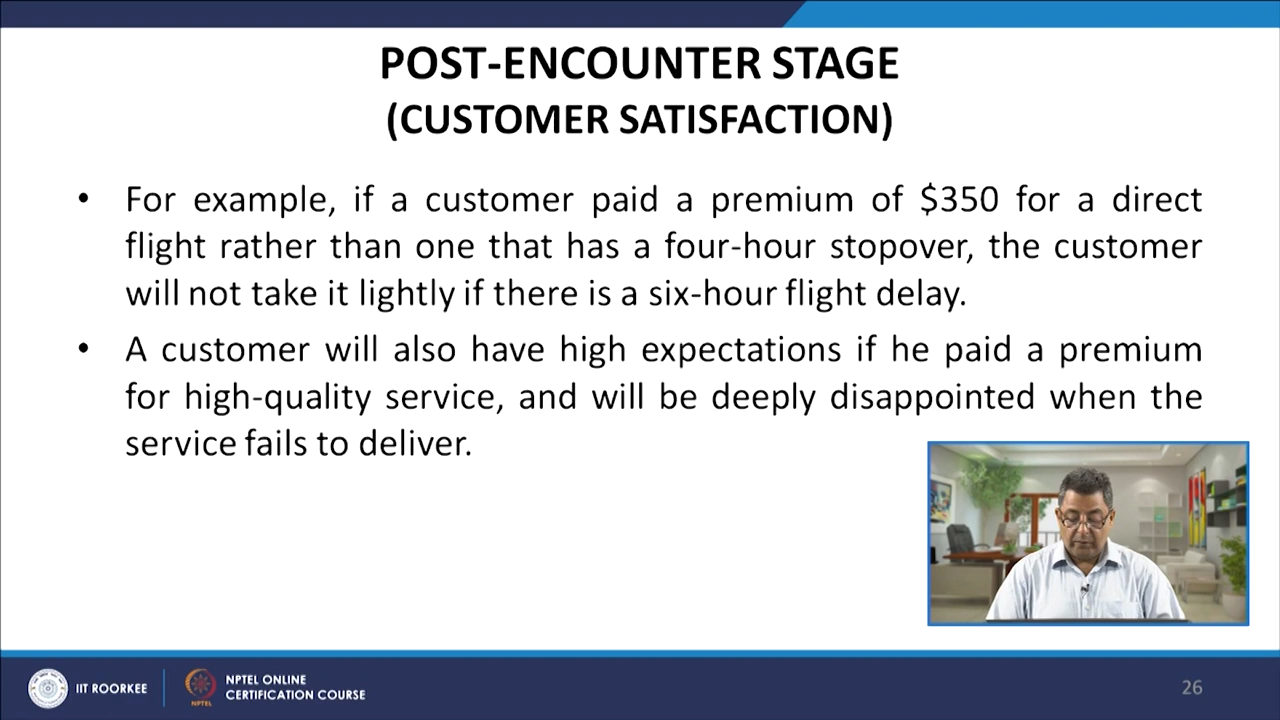 POST-ENCOUNTER STAGE
(CUSTOMER SATISFACTION)
• For example, if a customer paid a premium of $350 for a direct
flight rather than one that has a four-hour stopover, the customer
will not take it lightly if there is a six-hour flight delay.
• A customer will also have high expectations if he paid a premium
for high-quality service, and will be deeply disappointed when the
service fails to deliver.
IIT ROORKEE
NPTEL
NPTEL ONLINE
CERTIFICATION COURSE
26